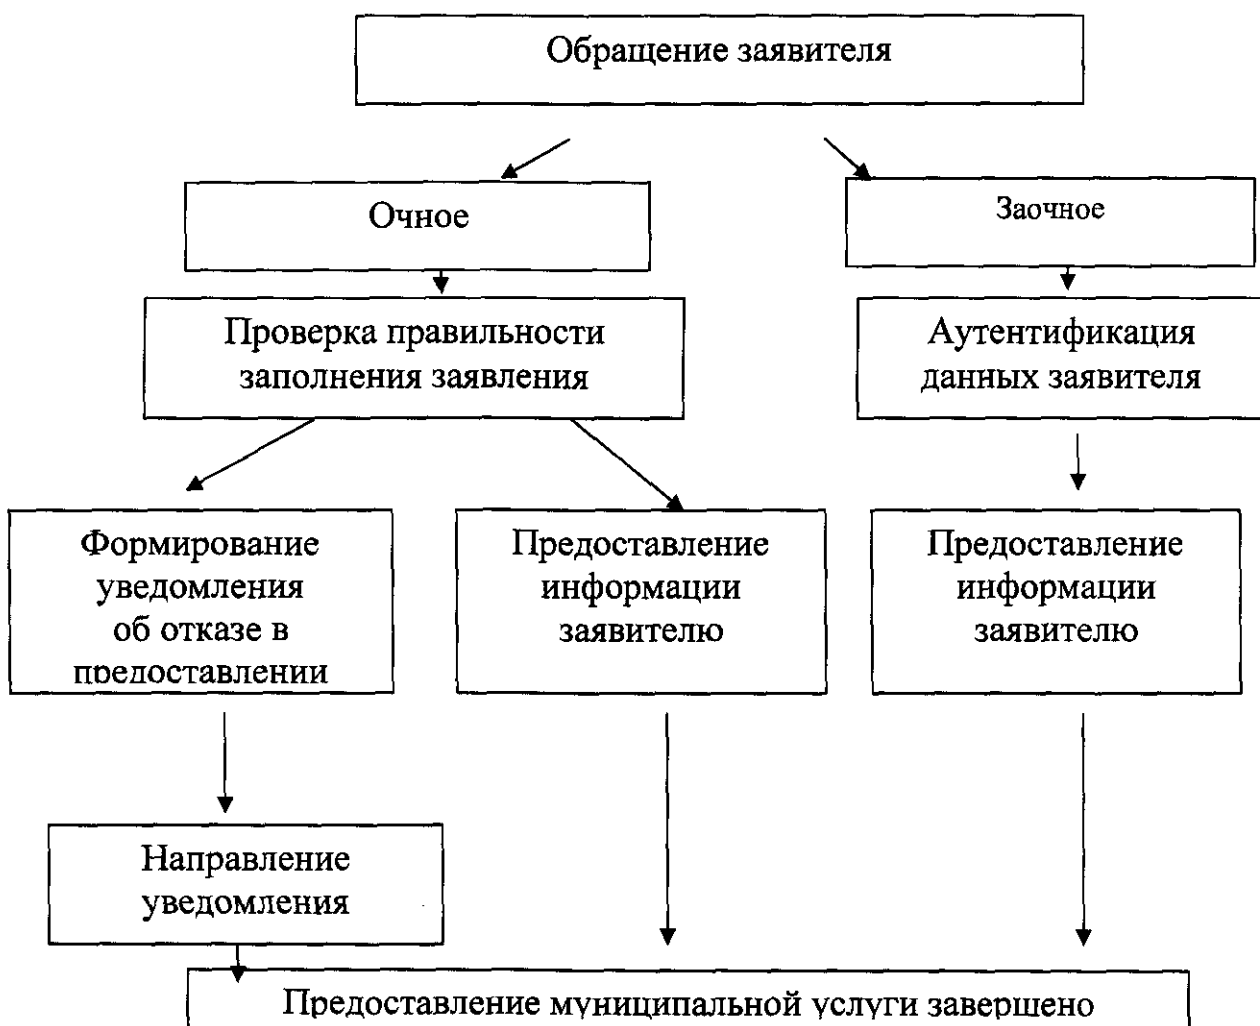 Обращение заявителя
Очное
Заочное
Проверка правильности
заполнения заявления
Аутентификация
данных заявителя
Формирование
уведомления
об отказе в
предоставлении
Предоставление
информации
заявителю
Предоставление
информации
заявителю
Направление
уведомления
Предоставление муниципальной услуги завершено